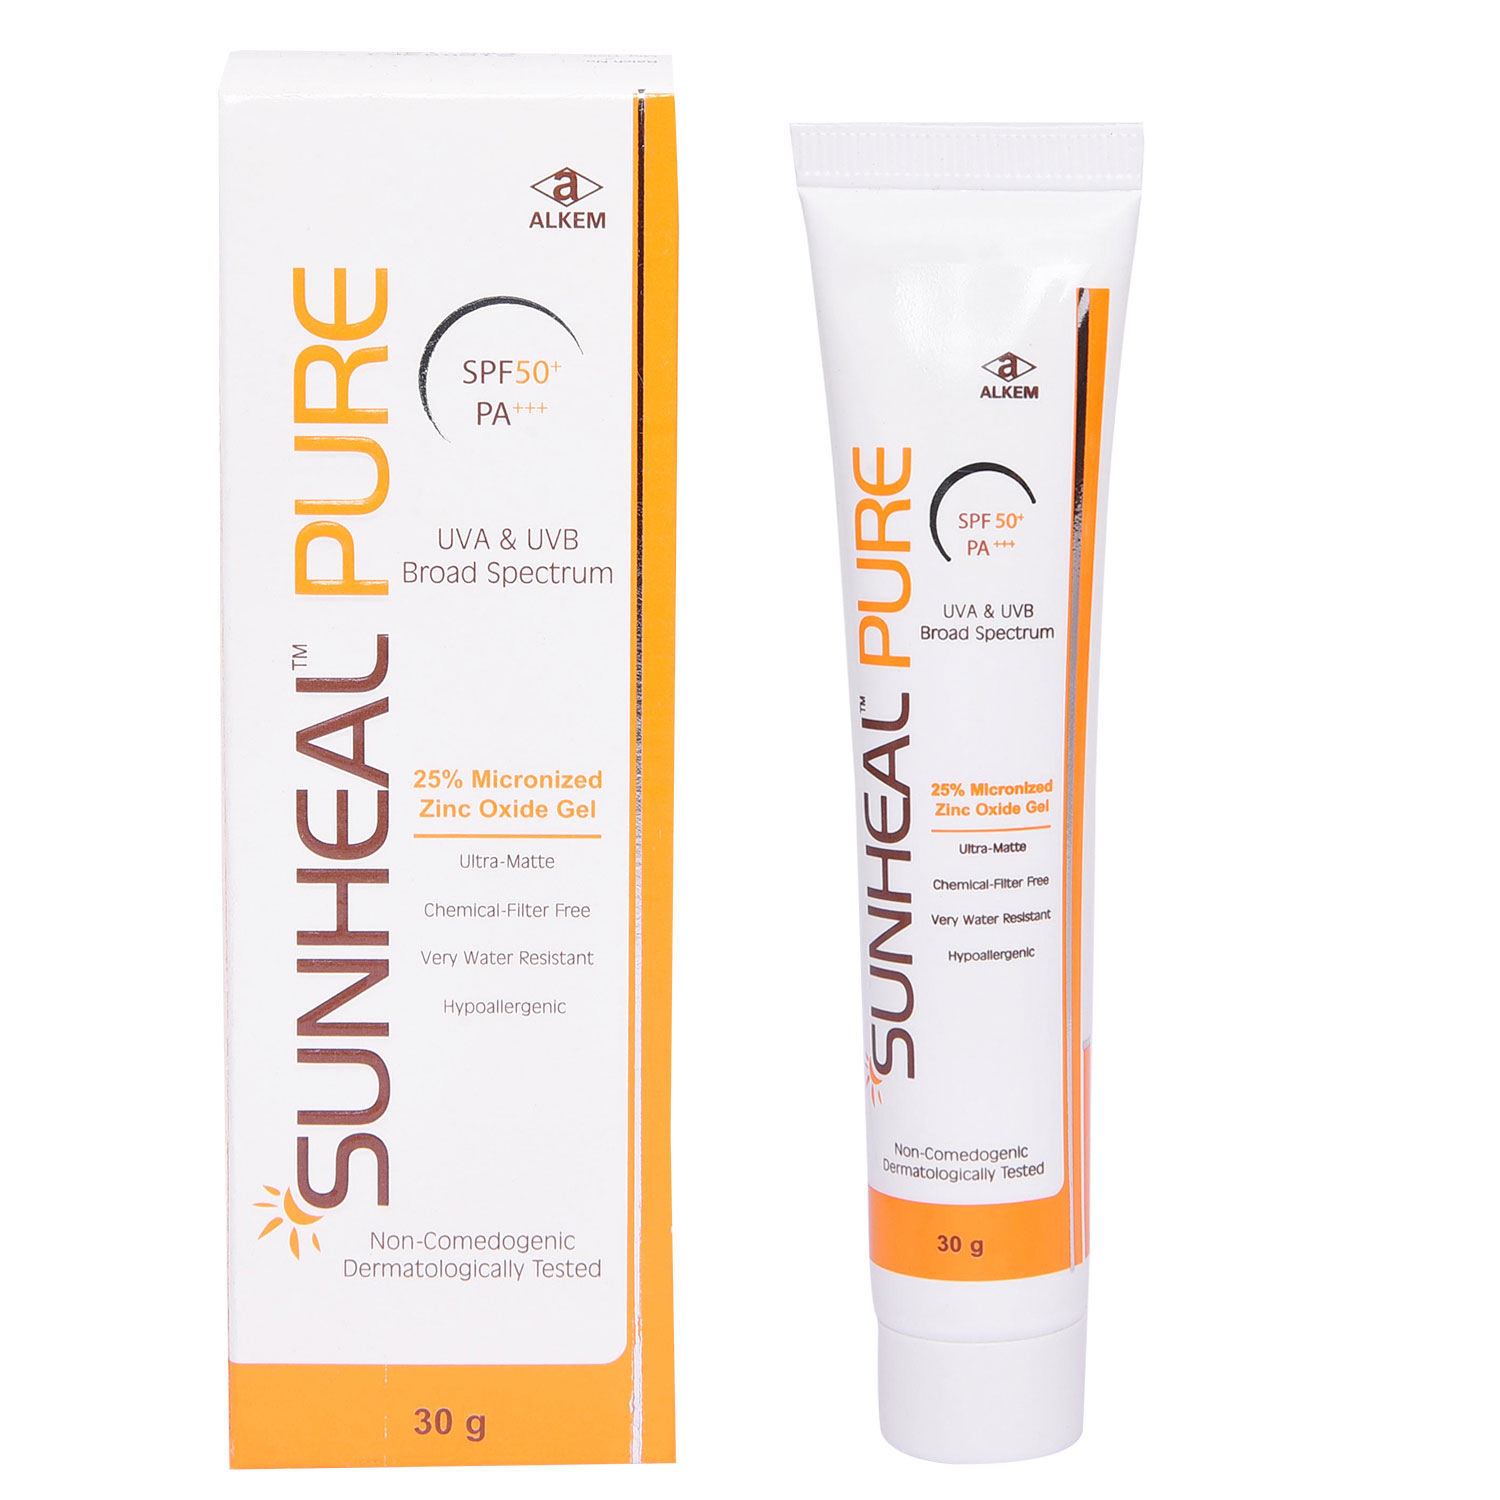 a
ALKEM
SPF50+
PA+++
UVA & UVB
Broad Spectrum
SUNHEAL™ PURE
25% Micronized
Zinc Oxide Gel
Ultra-Matte
Chemical-Filter Free
Very Water Resistant
Hypoallergenic
Non-Comedogenic
Dermatologically Tested
30 g
a
ALKEM
SPF 50+
PA +++
UVA & UVB
Broad Spectrum
SUNHEAL™ PURE
25% Micronized
Zinc Oxide Gel
Ultra-Matte
Chemical-Filter Free
Very Water Resistant
Hypoallergenic
Non-Comedogenic
Dermatologically Tested
30 g